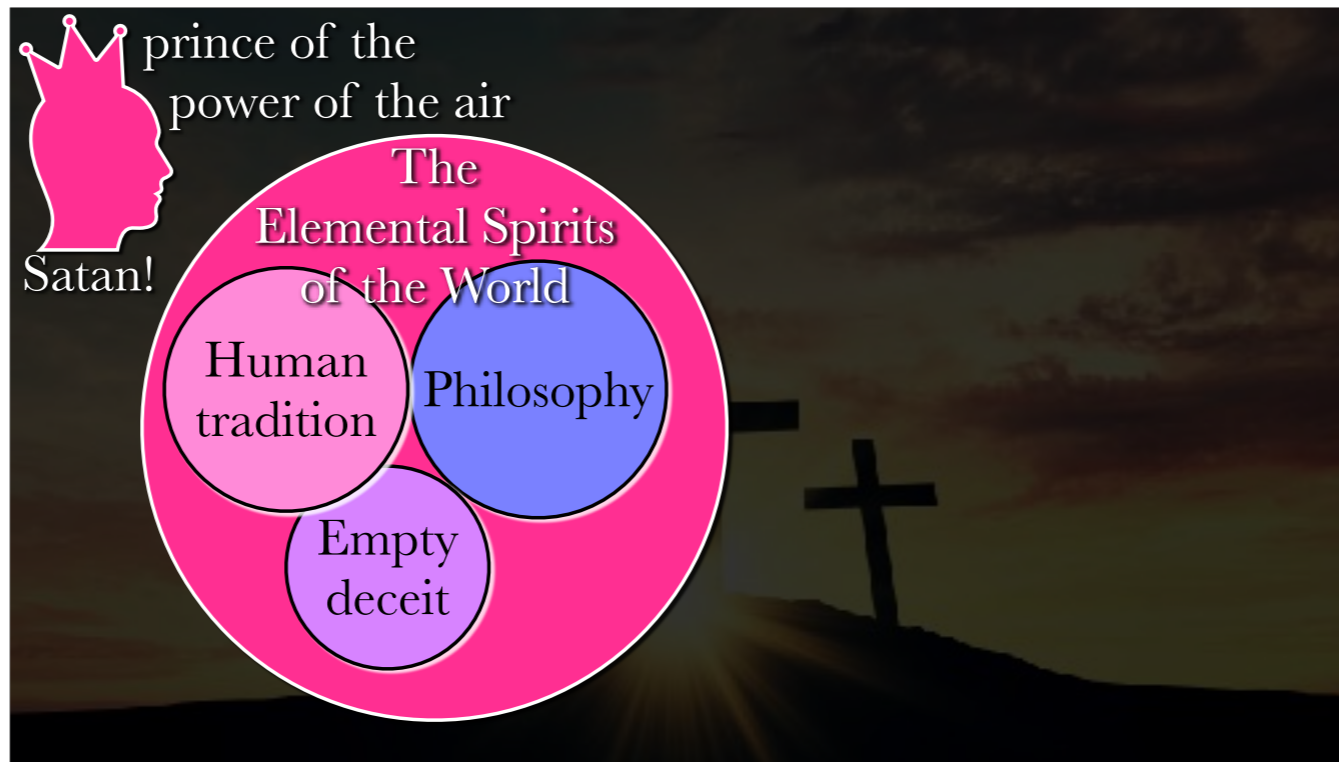 prince of the
power of the air
Satan!
The
Elemental Spirits
of the World
Human
tradition
Philosophy
Empty
deceit